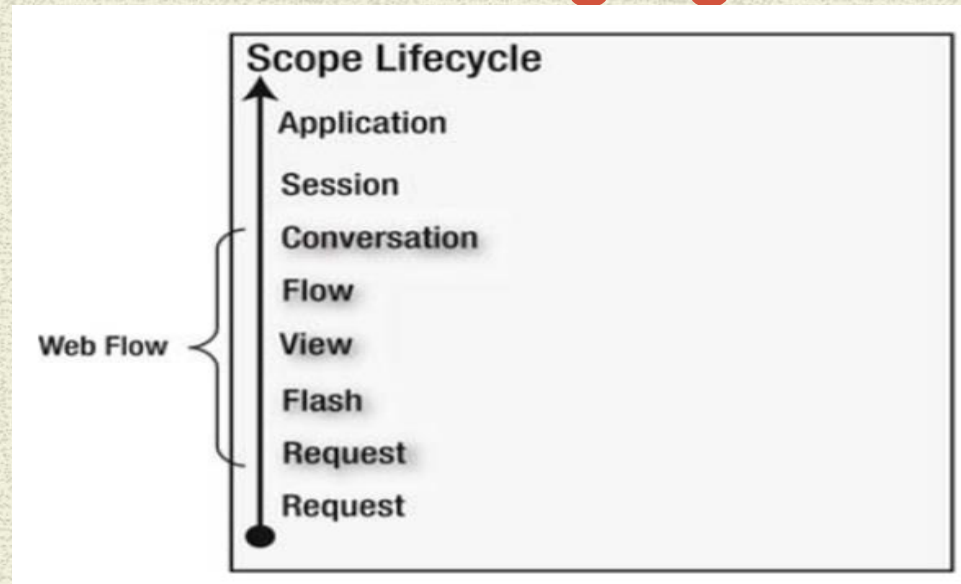 Scope Lifecycle
Application
Session
Conversation
Flow
Web Flow
View
Flash
Request
Request